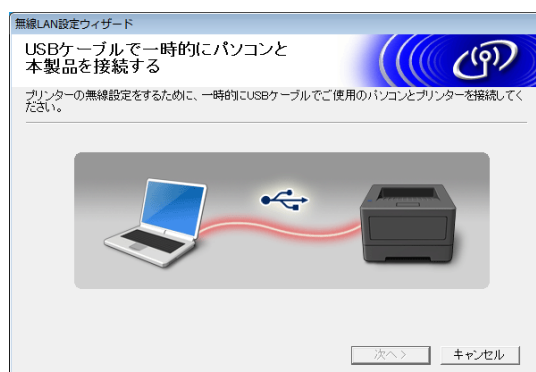 無線LAN設定ウィザード
USBケーブルで一時的にパソコンと
本製品を接続する
プリンターの無線設定をするために、一時的にUSBケーブルでご使用のパソコンとプリンターを接続してく
ださい。
次へ > キャンセル